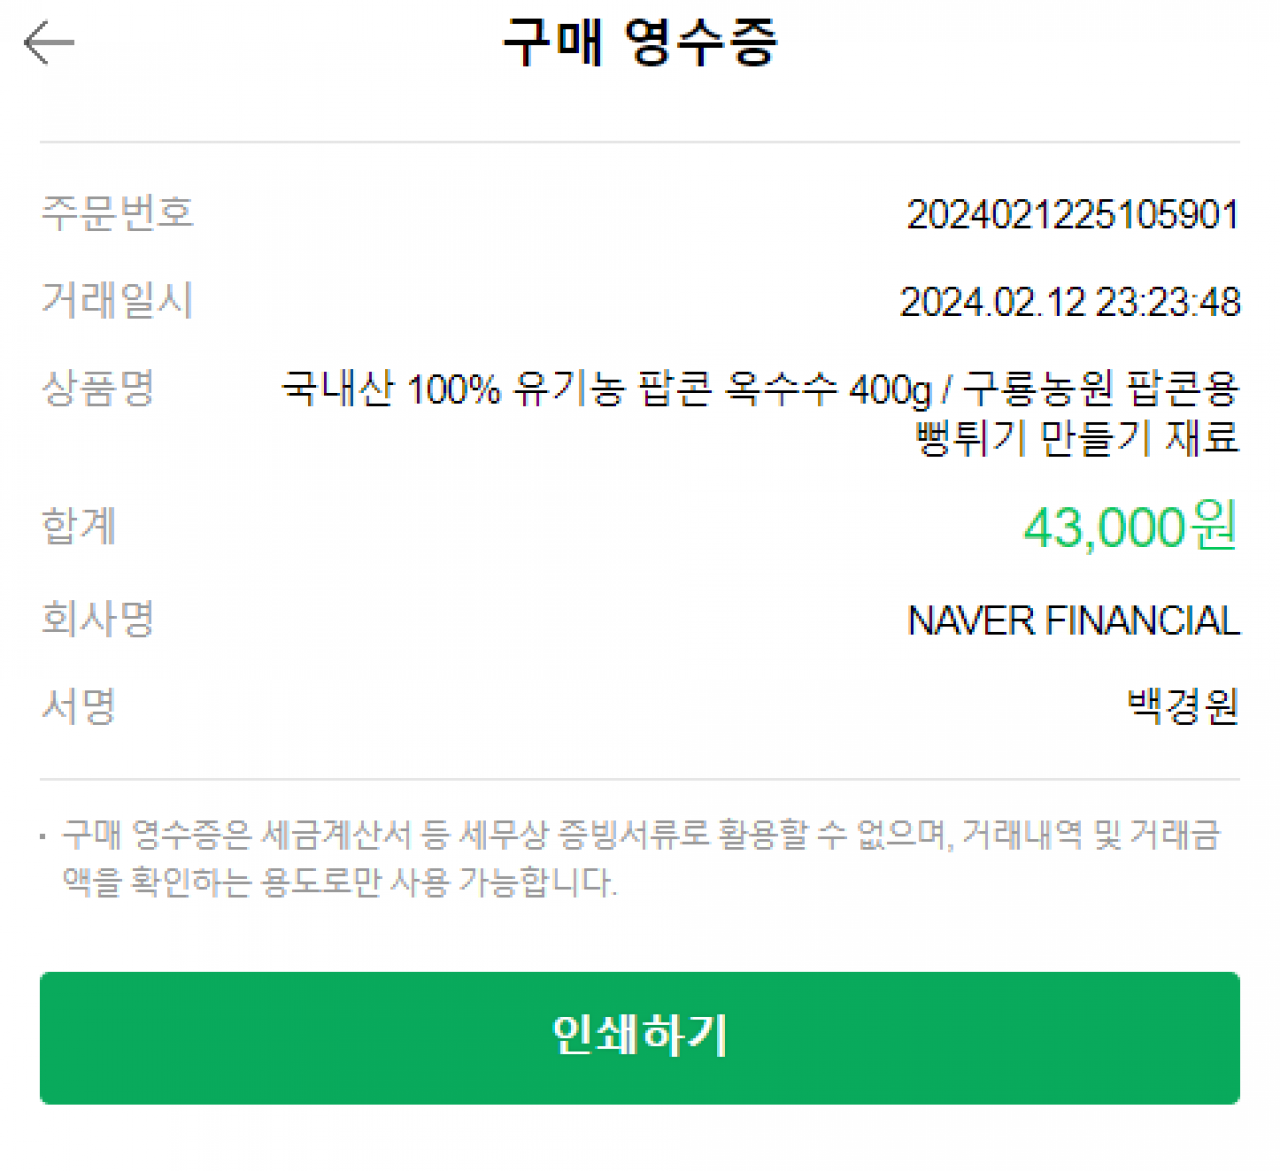 구매 영수증
주문번호 2024021225105901
거래일시 2024.02.12 23:23:48
상품명 국내산 100% 유기농 팝콘 옥수수 400g / 구룡농원 팝콘용
뻥튀기 만들기 재료
합계 43,000원
회사명 NAVER FINANCIAL
서명 백경원
· 구매 영수증은 세금계산서 등 세무상 증빙서류로 활용할 수 없으며, 거래내역 및 거래금
액을 확인하는 용도로만 사용 가능합니다.
인쇄하기